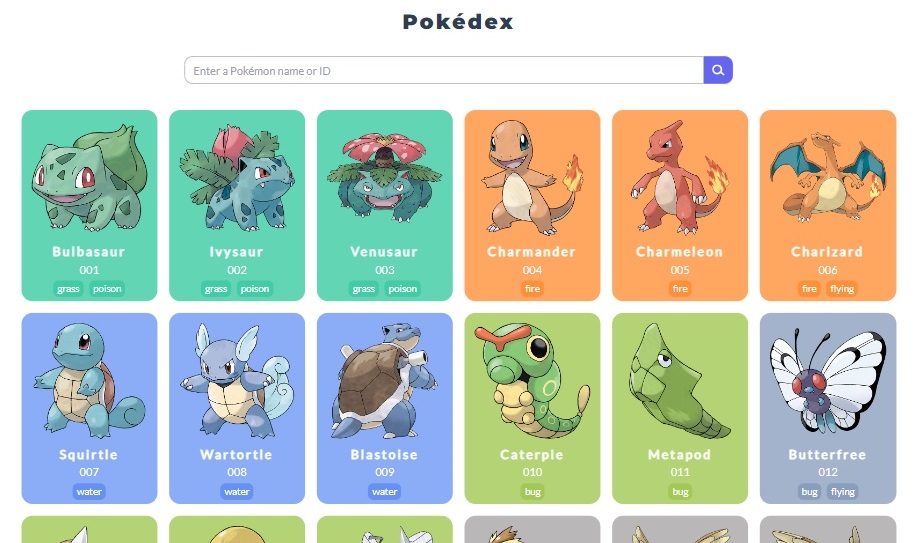 Pokédex
Enter a Pokémon name or ID
Bulbasaur
001
grass poison
Ivysaur
002
grass poison
Venusaur
003
grass poison
Charmander
004
fire
Charmeleon
005
fire
Charizard
006
fire flying
Squirtle
007
water
Wartortle
008
water
Blastoise
009
water
Caterpie
010
bug
Metapod
011
bug
Butterfree
012
bug flying